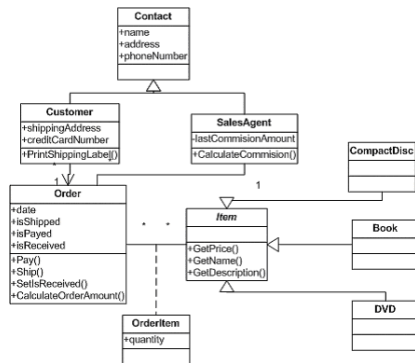 Contact
+name
+address
+phoneNumber
Customer
+shippingAddress
+creditCardNumber
+PrintShippingLabel()
SalesAgent
-lastCommisionAmount
+CalculateCommision()
CompactDisc
*
1
1
Order
+date
+isShipped
+isPayed
+isReceived
+Pay()
+Ship()
+SetIsReceived()
+CalculateOrderAmount()
*
*
Item
+GetPrice()
+GetName()
+GetDescription()
Book
DVD
OrderItem
+quantity